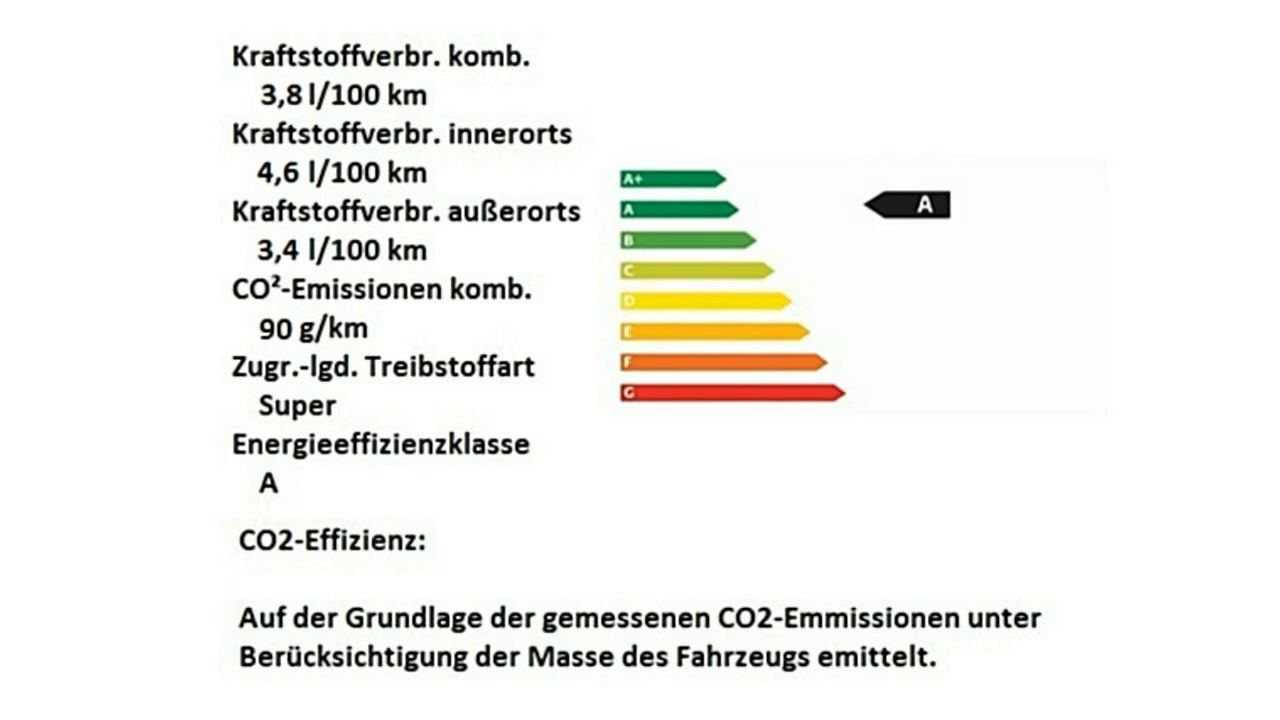 Kraftstoffverbr. komb.
3,8 l/100 km
Kraftstoffverbr. innerorts
4,6 l/100 km
Kraftstoffverbr. außerorts
3,4 l/100 km
CO²-Emissionen komb.
90 g/km
Zugr.-lgd. Treibstoffart
Super
Energieeffizienzklasse
A
A+
A
B
C
D
E
F
G
A
CO2-Effizienz:
Auf der Grundlage der gemessenen CO2-Emmissionen unter
Berücksichtigung der Masse des Fahrzeugs emittelt.